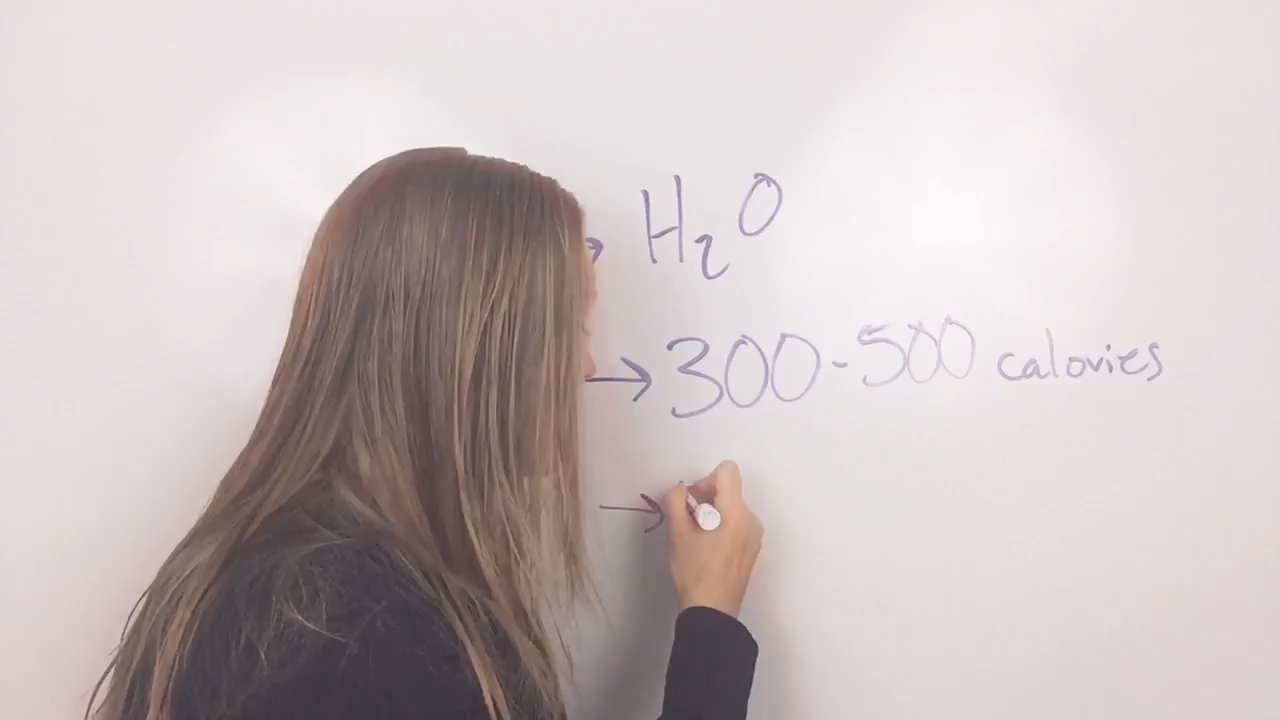 → H₂O
→ 300-500 calories
→